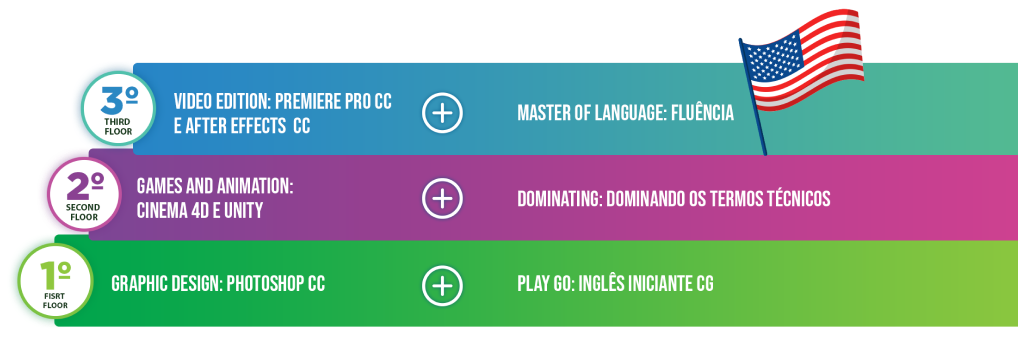 3º
THIRD
FLOOR
VIDEO EDITION: PREMIERE PRO CC
E AFTER EFFECTS CC
MASTER OF LANGUAGE: FLUÊNCIA
2º
SECOND
FLOOR
GAMES AND ANIMATION:
CINEMA 4D E UNITY
DOMINATING: DOMINANDO OS TERMOS TÉCNICOS
1º
FISRT
FLOOR
GRAPHIC DESIGN: PHOTOSHOP CC
PLAY GO: INGLÊS INICIANTE CG